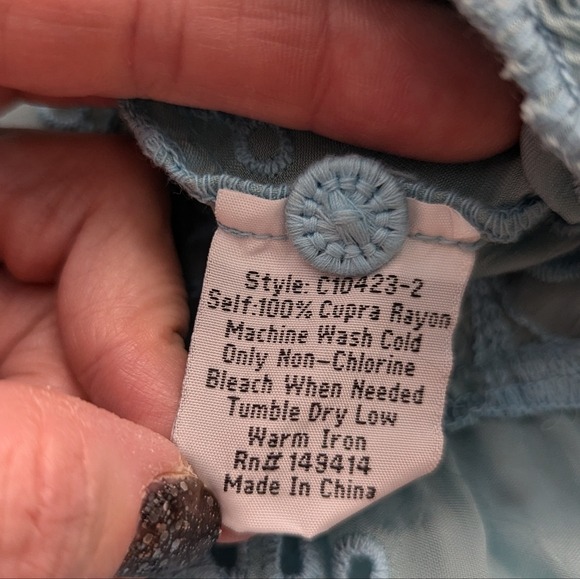 Style: C10423-2
Self:100% Cupra Rayon
Machine Wash Cold
Only Non-Chlorine
Bleach When Needed
Tumble Dry Low
Warm Iron
Rn# 149414
Made In China